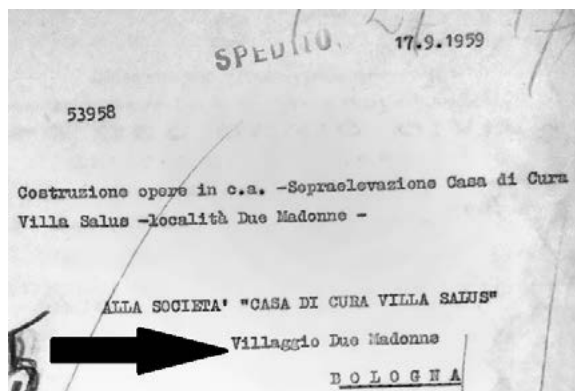 SPEDITO.
17.9.1959
53958
Costruzione opere in c.a. -Sopraelevazione Casa di Cura
Villa Salus -località Due Madonne -
ALLA SOCIETA' "CASA DI CURA VILLA SALUS"
Villaggio Due Madonne
BOLOGNA